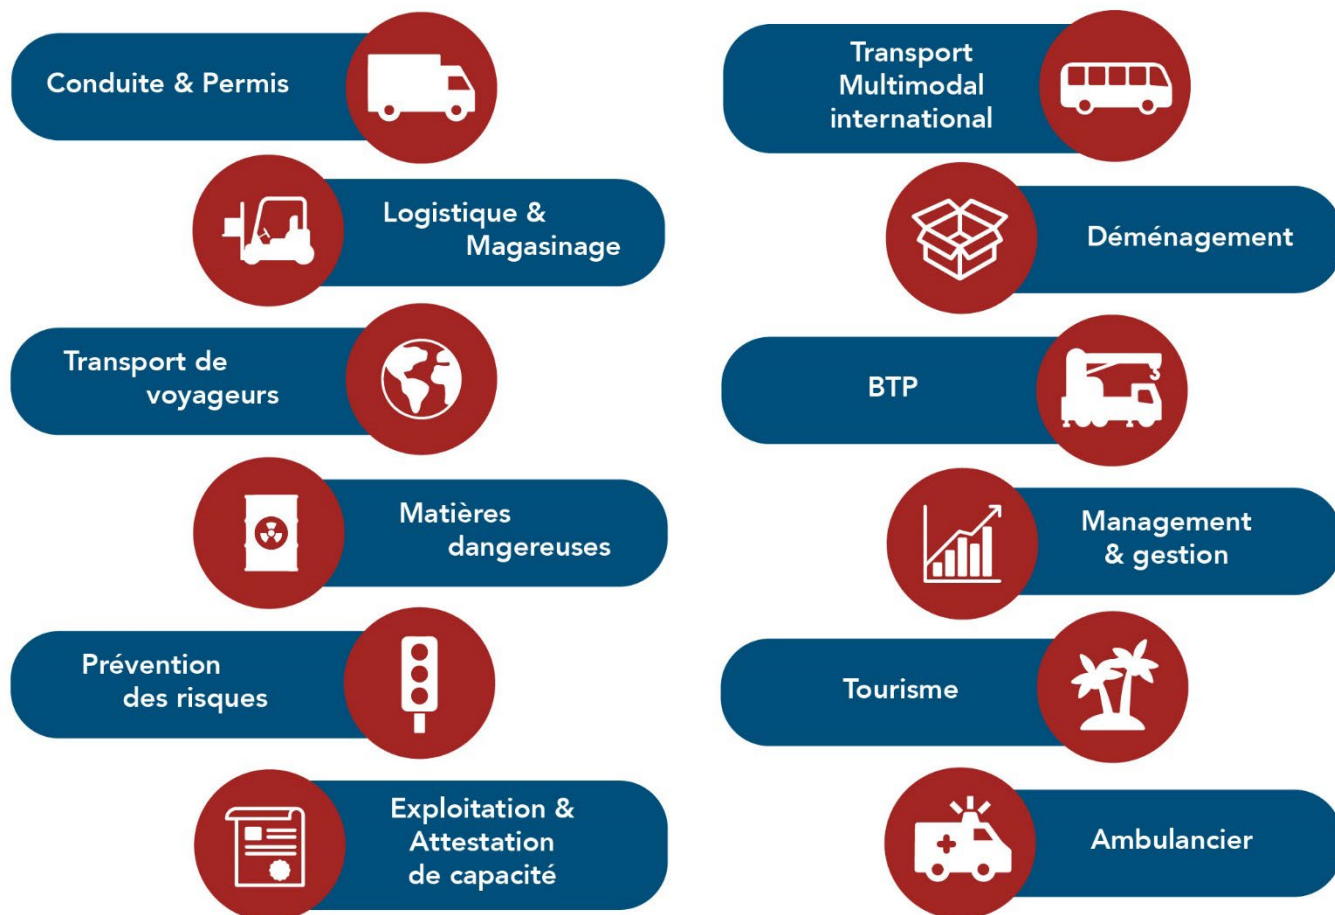 Conduite & Permis
Logistique &
Magasinage
Transport de
voyageurs
Matières
dangereuses
Prévention
des risques
Exploitation &
Attestation
de capacité
Transport
Multimodal
international
Déménagement
BTP
Management
& gestion
Tourisme
Ambulancier